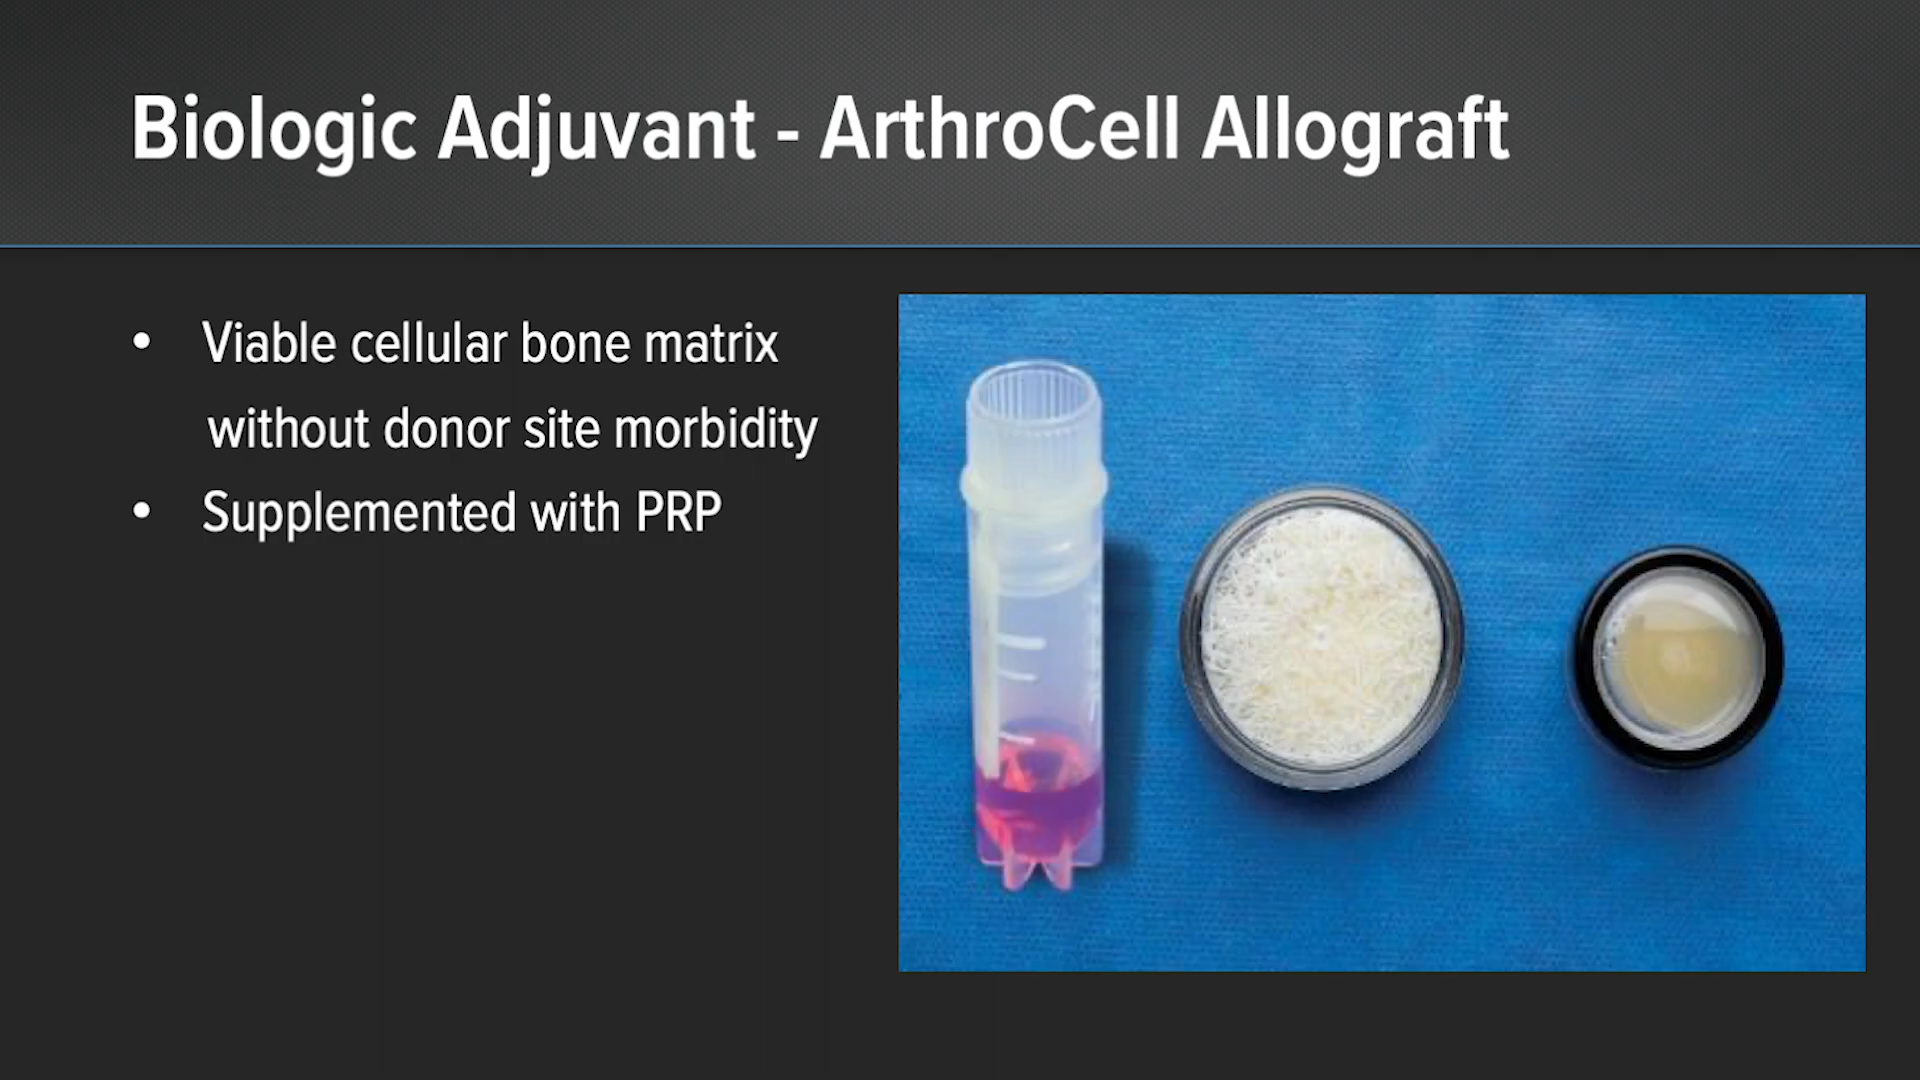 Biologic Adjuvant - ArthroCell Allograft
• Viable cellular bone matrix
without donor site morbidity
• Supplemented with PRP